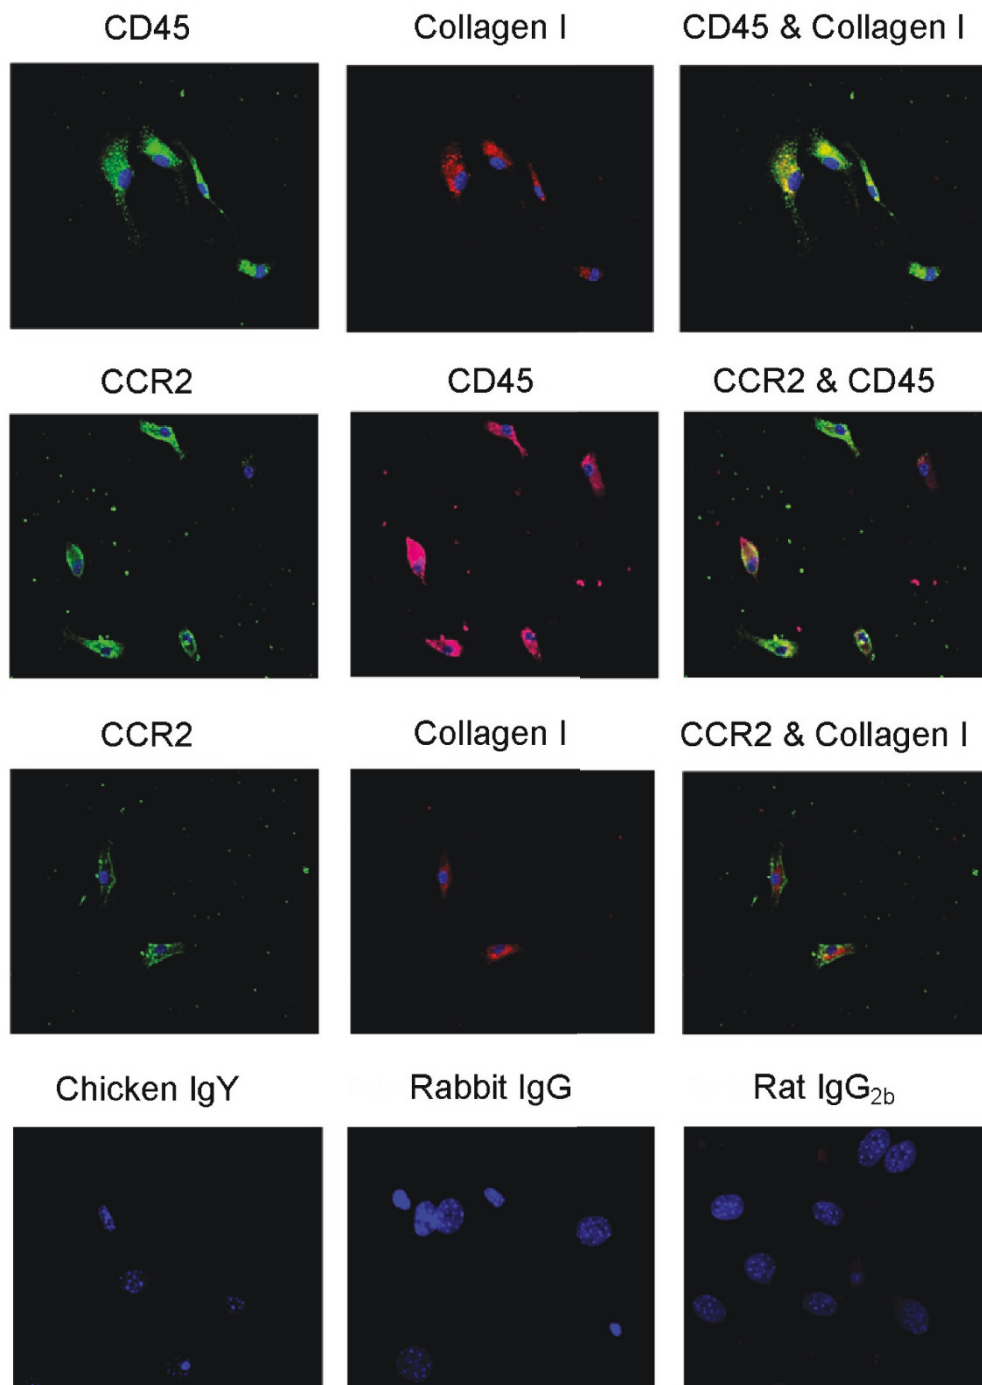 CD45 Collagen I CD45 & Collagen I
CCR2 CD45 CCR2 & CD45
CCR2 Collagen I CCR2 & Collagen I
Chicken IgY Rabbit IgG Rat IgG₂b